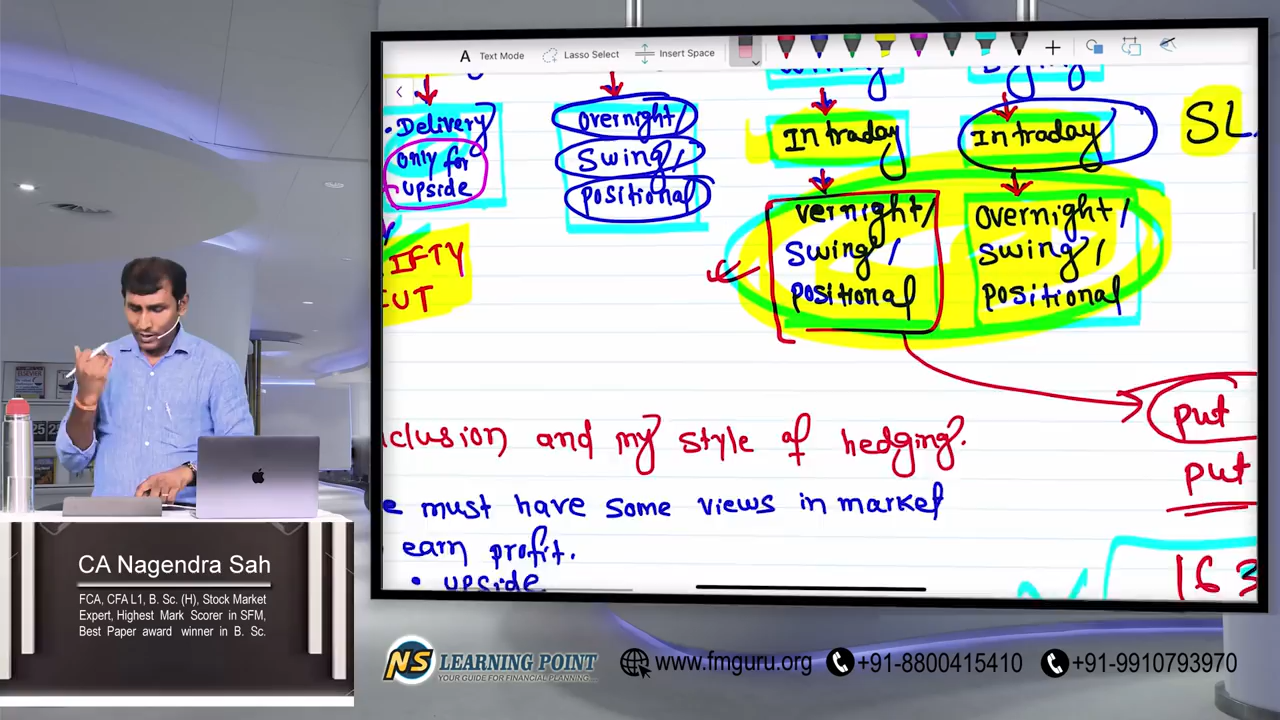 A Text Mode
Lasso Select
Insert Space
• Delivery
only for
upside
IFTY
overnight/
Swing/
positional
Intraday
vernight/
swing/
positional
Intraday
overnight/
swing/
positional
SL
put
put
nclusion and my style of hedging.
e must have some views in market
earn profit.
• upside
163
CA Nagendra Sah
FCA, CFA L1, B. Sc. (H), Stock Market
Expert, Highest Mark Scorer in SFM,
Best Paper award winner in B. Sc.
NS LEARNING POINT
YOUR GUIDE FOR FINANCIAL PLANNING....
www.fmguru.org
+91-8800415410
+91-9910793970